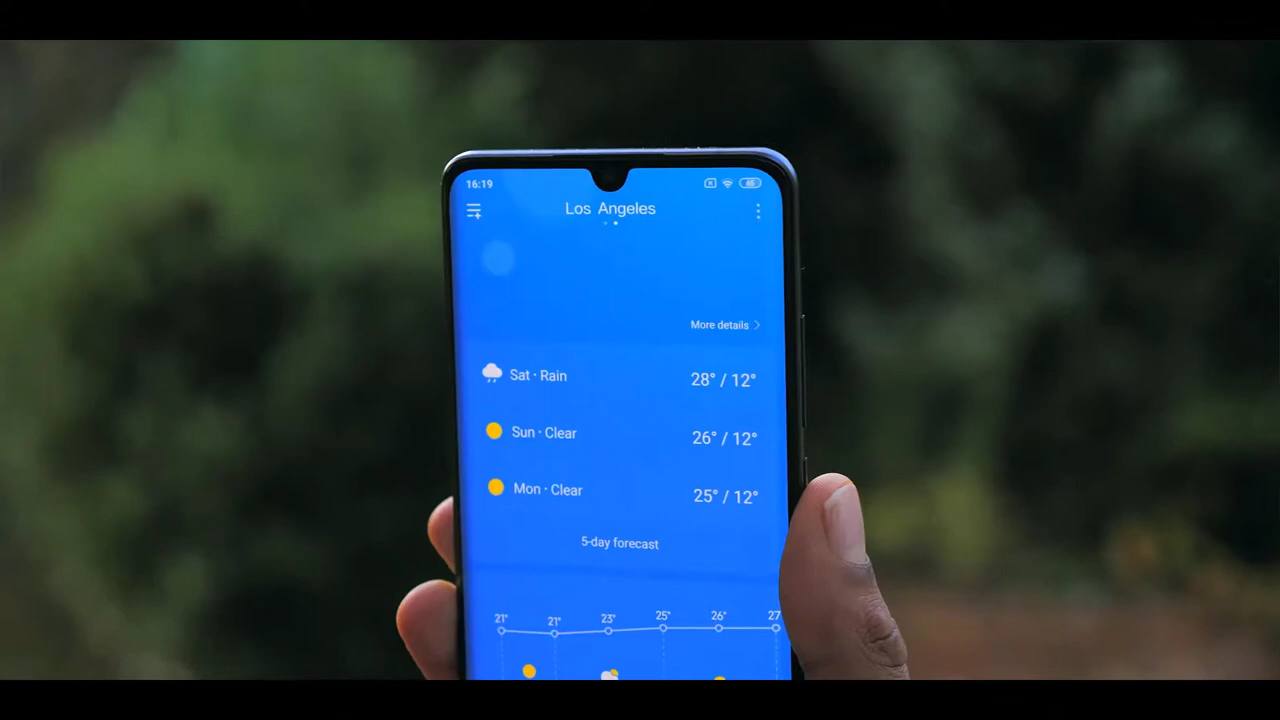 16:19 65
Los Angeles
More details
Sat · Rain 28° / 12°
Sun · Clear 26° / 12°
Mon · Clear 25° / 12°
5-day forecast
21° 21° 23° 25° 26° 27